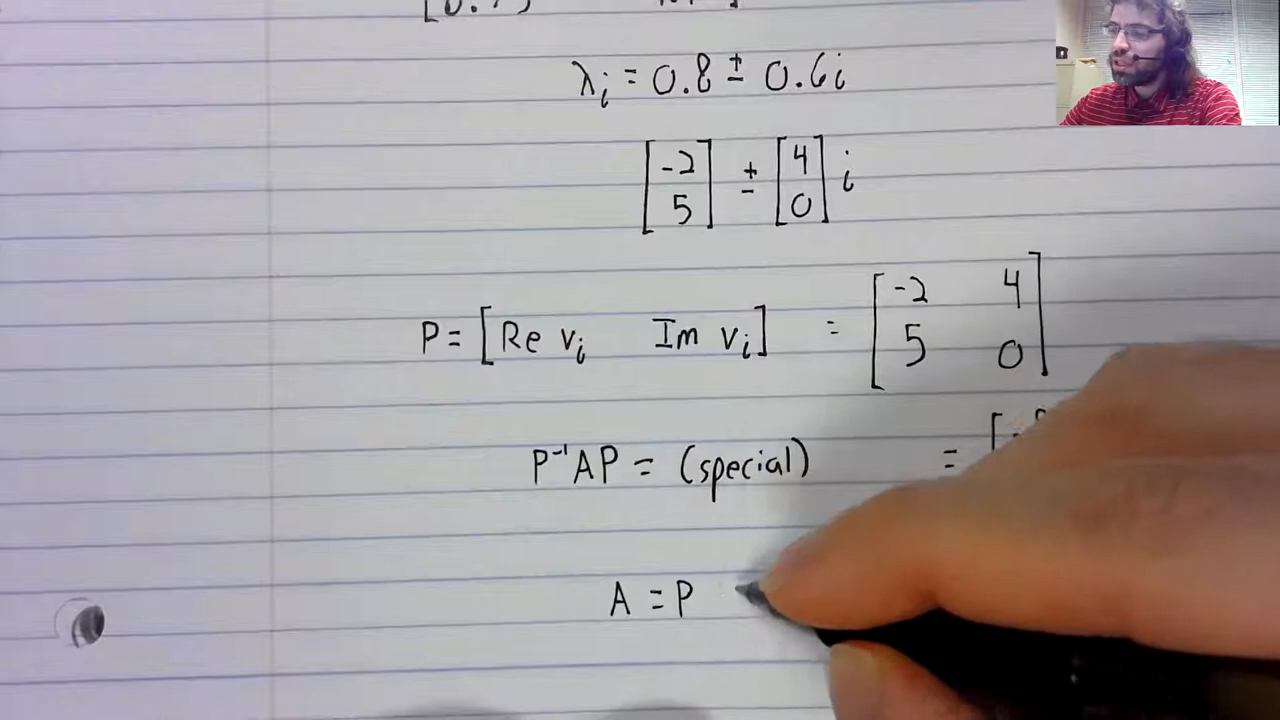 λi = 0.8 ± 0.6i
[-2 5] ± [4 0] i
P = [Re vi Im vi] = [-2 4
5 0]
P⁻¹AP = (special) = [
A = P